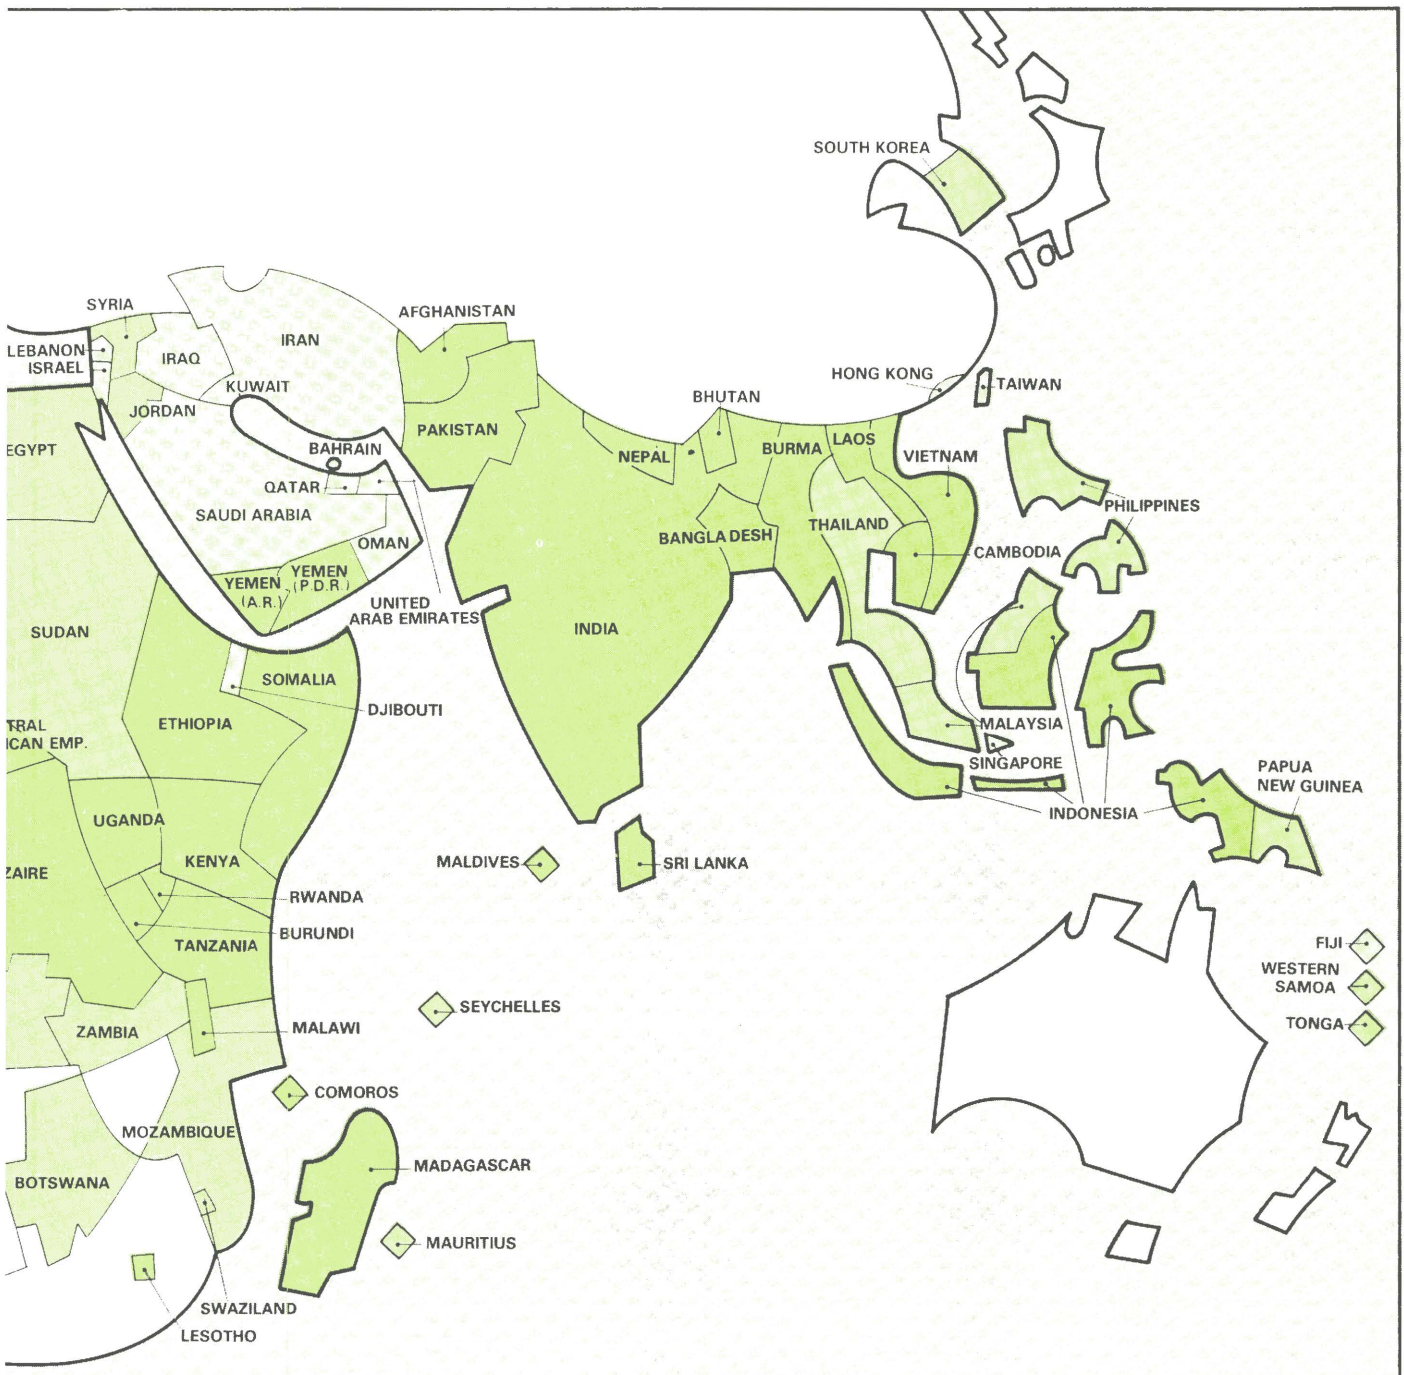 SOUTH KOREA
SYRIA
AFGHANISTAN
IRAN
LEBANON
ISRAEL
IRAQ
KUWAIT
HONG KONG
TAIWAN
JORDAN
BHUTAN
PAKISTAN
EGYPT
BAHRAIN
NEPAL
BURMA
LAOS
VIETNAM
QATAR
SAUDI ARABIA
PHILIPPINES
THAILAND
BANGLADESH
OMAN
CAMBODIA
YEMEN
(A.R.)
YEMEN
(P.D.R.)
UNITED
ARAB EMIRATES
SUDAN
INDIA
SOMALIA
DJIBOUTI
ETHIOPIA
TRAL
ICAN EMP.
MALAYSIA
SINGAPORE
PAPUA
NEW GUINEA
INDONESIA
UGANDA
KENYA
MALDIVES
SRI LANKA
ZAIRE
RWANDA
BURUNDI
TANZANIA
FIJI
WESTERN
SAMOA
TONGA
SEYCHELLES
ZAMBIA
MALAWI
COMOROS
MOZAMBIQUE
MADAGASCAR
BOTSWANA
MAURITIUS
SWAZILAND
LESOTHO